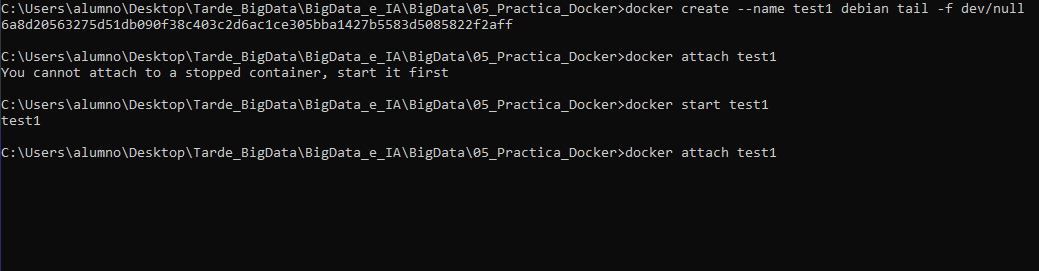 C:\Users\alumno\Desktop\Tarde_BigData\BigData_e_IA\BigData\05_Practica_Docker>docker create --name test1 debian tail -f dev/null
6a8d20563275d51db090f38c403c2d6ac1ce305bba1427b5583d5085822f2aff
C:\Users\alumno\Desktop\Tarde_BigData\BigData_e_IA\BigData\05_Practica_Docker>docker attach test1
You cannot attach to a stopped container, start it first
C:\Users\alumno\Desktop\Tarde_BigData\BigData_e_IA\BigData\05_Practica_Docker>docker start test1
test1
C:\Users\alumno\Desktop\Tarde_BigData\BigData_e_IA\BigData\05_Practica_Docker>docker attach test1